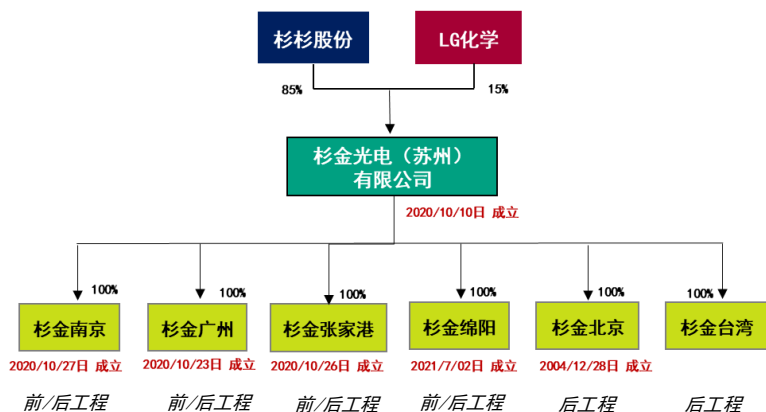 杉杉股份
LG化学
85%
15%
杉金光电（苏州）
有限公司
2020/10/10日 成立
100%
100%
100%
100%
100%
100%
杉金南京
杉金广州
杉金张家港
杉金绵阳
杉金北京
杉金台湾
2020/10/27日 成立
2020/10/23日 成立
2020/10/26日 成立
2021/7/02日 成立
2004/12/28日 成立
前/后工程
前/后工程
前/后工程
前/后工程
后工程
后工程